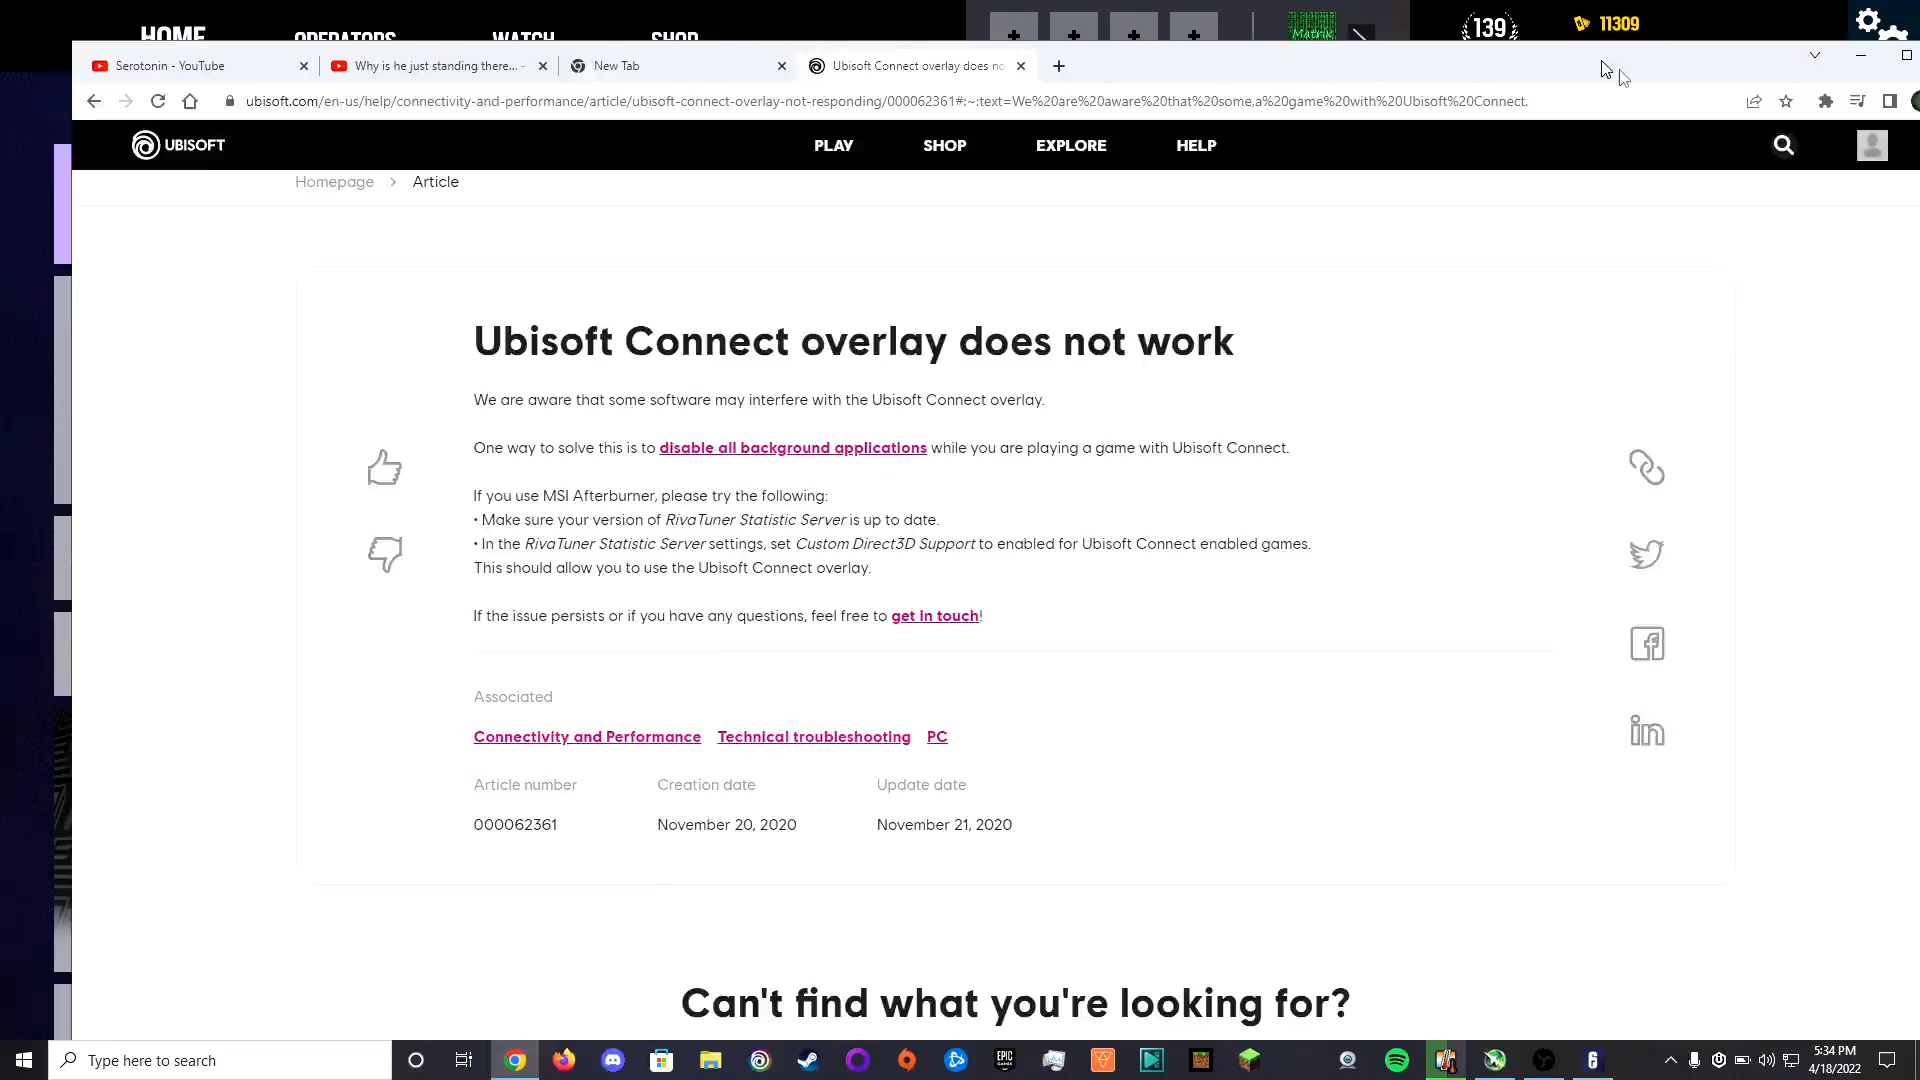 HOME OPERATORS WATCH SHOP Matrix 139 11309
Serotonin - YouTube
Why is he just standing there... -
New Tab
Ubisoft Connect overlay does no
ubisoft.com/en-us/help/connectivity-and-performance/article/ubisoft-connect-overlay-not-responding/000062361#:~:text=We%20are%20aware%20that%20some,a%20game%20with%20Ubisoft%20Connect.
UBISOFT PLAY SHOP EXPLORE HELP
Homepage > Article
Ubisoft Connect overlay does not work
We are aware that some software may interfere with the Ubisoft Connect overlay.
One way to solve this is to disable all background applications while you are playing a game with Ubisoft Connect.
If you use MSI Afterburner, please try the following:
• Make sure your version of RivaTuner Statistic Server is up to date.
• In the RivaTuner Statistic Server settings, set Custom Direct3D Support to enabled for Ubisoft Connect enabled games.
This should allow you to use the Ubisoft Connect overlay.
If the issue persists or if you have any questions, feel free to get in touch!
Associated
Connectivity and Performance Technical troubleshooting PC
Article number Creation date Update date
000062361 November 20, 2020 November 21, 2020
Can't find what you're looking for?
Type here to search
EPIC GAMES
6
5:34 PM
4/18/2022